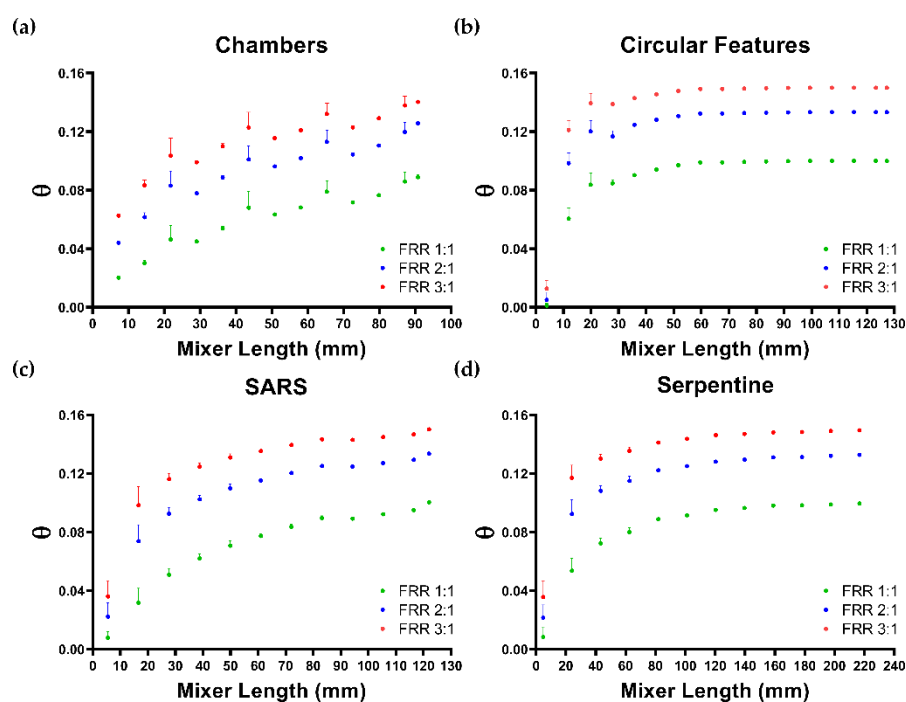 (a)
Chambers
0.16
0.12
0.08
0.04
0.00
θ
FRR 1:1
FRR 2:1
FRR 3:1
0 10 20 30 40 50 60 70 80 90 100
Mixer Length (mm)
(b)
Circular Features
0.16
0.12
0.08
0.04
0.00
θ
FRR 1:1
FRR 2:1
FRR 3:1
0 10 20 30 40 50 60 70 80 90 100 110 120 130
Mixer Length (mm)
(c)
SARS
0.16
0.12
0.08
0.04
0.00
θ
FRR 1:1
FRR 2:1
FRR 3:1
0 10 20 30 40 50 60 70 80 90 100 110 120 130
Mixer Length (mm)
(d)
Serpentine
0.16
0.12
0.08
0.04
0.00
θ
FRR 1:1
FRR 2:1
FRR 3:1
0 20 40 60 80 100 120 140 160 180 200 220 240
Mixer Length (mm)